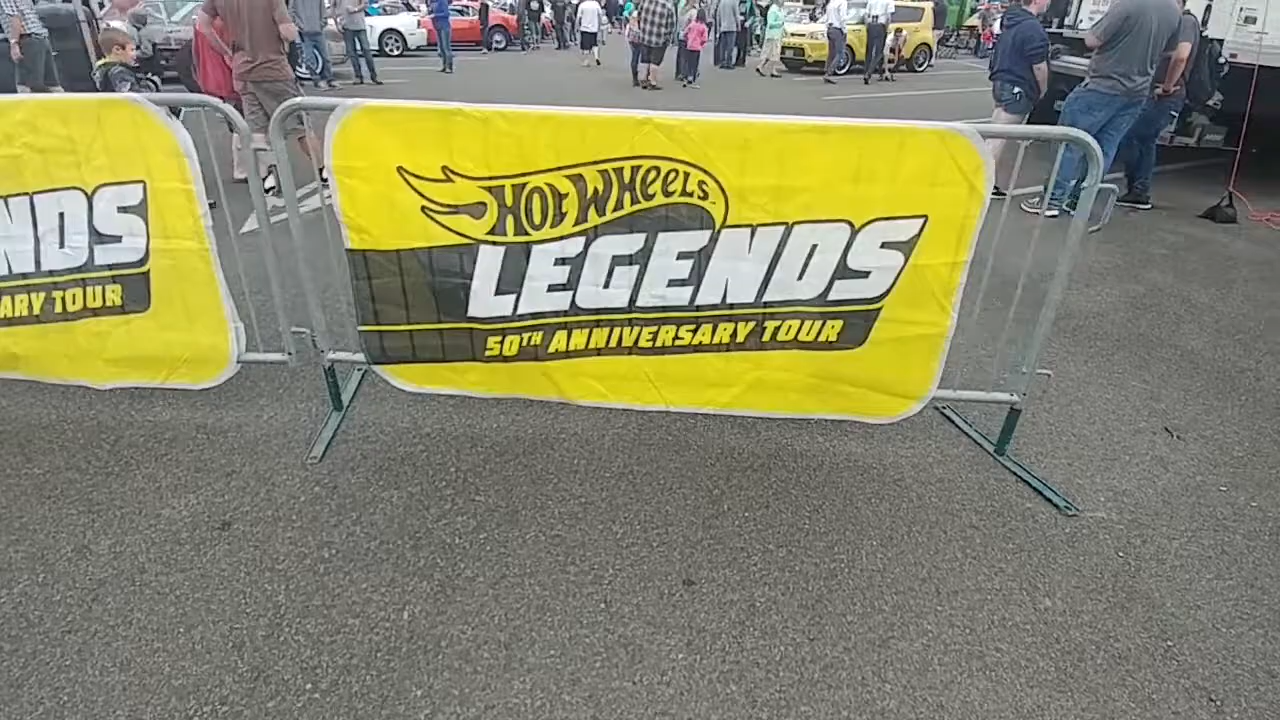 NDS
ARY TOUR
HOT WHEELS
LEGENDS
50TH ANNIVERSARY TOUR